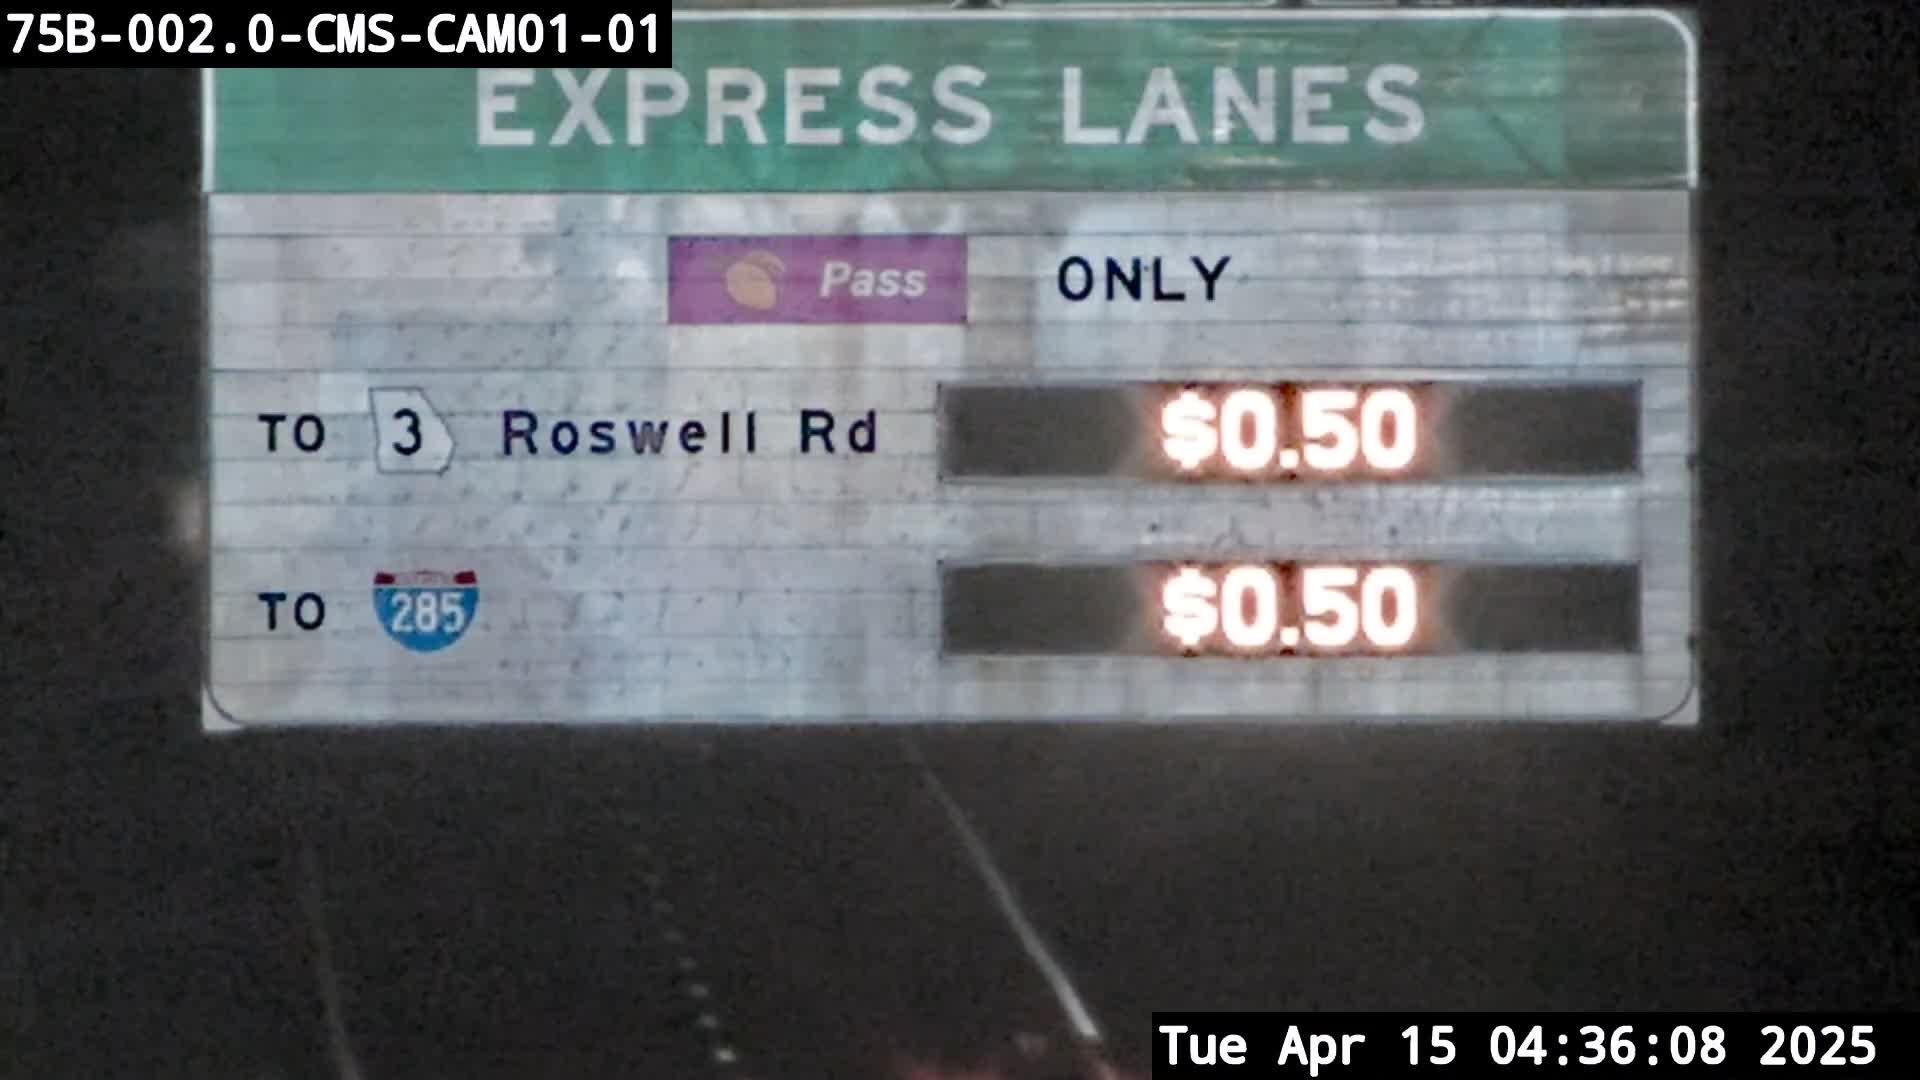 75B-002.0-CMS-CAM01-01
EXPRESS LANES
Pass ONLY
TO 3 Roswell Rd $0.50
TO 285 $0.50
Tue Apr 15 04:36:08 2025